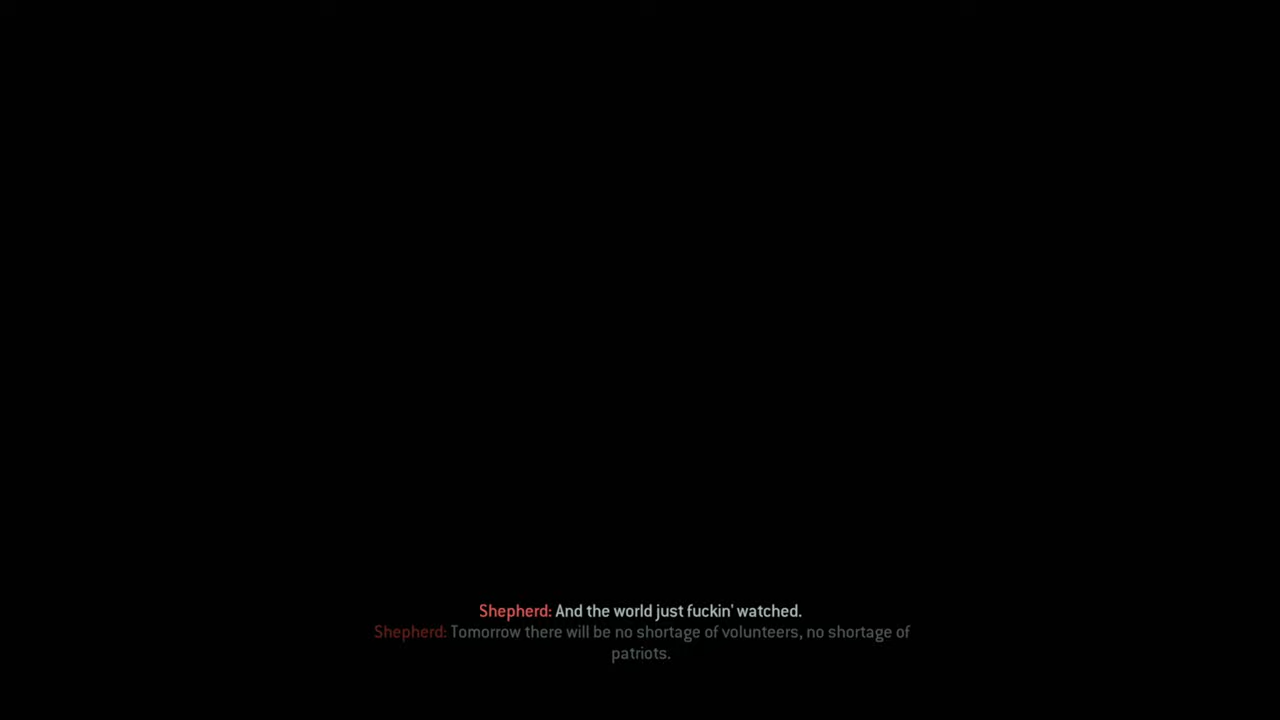 Shepherd: And the world just fuckin' watched.
Shepherd: Tomorrow there will be no shortage of volunteers, no shortage of
patriots.